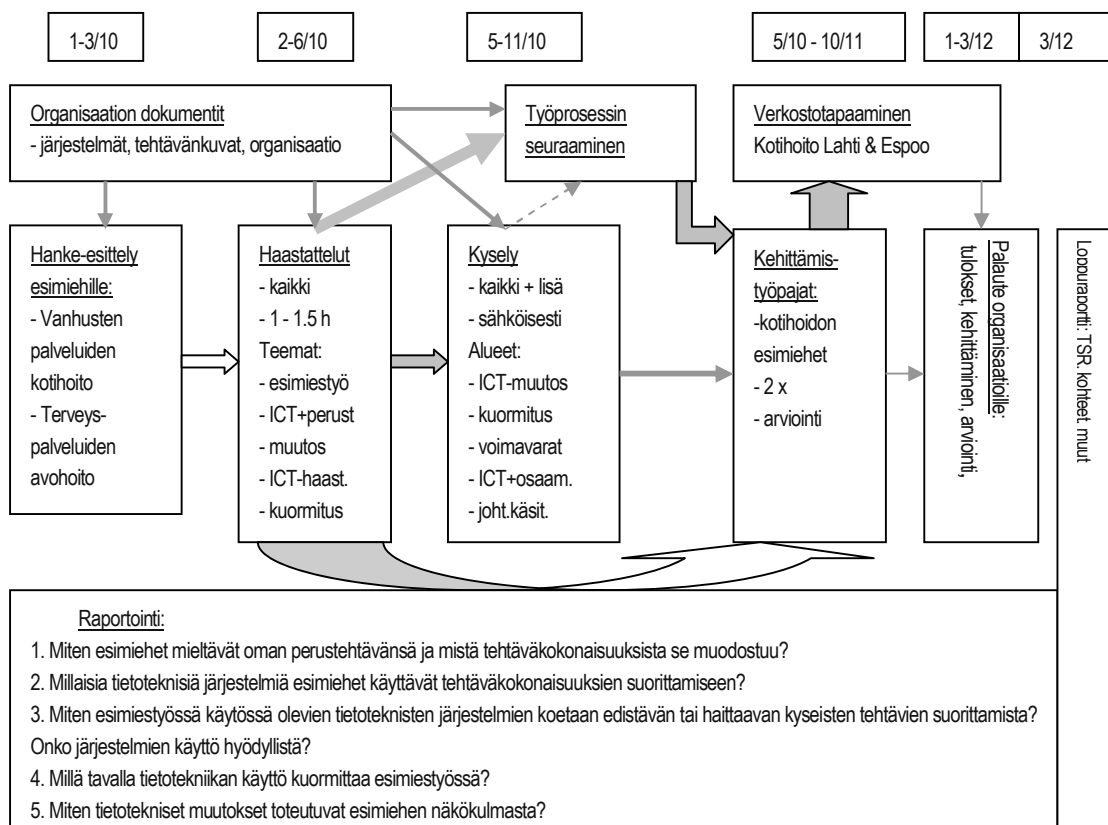 1-3/10
2-6/10
5-11/10
5/10 - 10/11
1-3/12
3/12
Organisaation dokumentit
- järjestelmät, tehtävänkuvat, organisaatio
Työprosessin
seuraaminen
Verkostotapaaminen
Kotihoito Lahti & Espoo
Hanke-esittely
esimiehille:
- Vanhusten
palveluiden
kotihoito
- Terveys-
palveluiden
avohoito
Haastattelut
- kaikki
- 1 - 1.5 h
Teemat:
- esimiestyö
- ICT+perust
- muutos
- ICT-haast.
- kuormitus
Kysely
- kaikki + lisä
- sähköisesti
Alueet:
- ICT-muutos
- kuormitus
- voimavarat
- ICT+osaam.
- joht.käsit.
Kehittämis-
työpajat:
-kotihoidon
esimiehet
- 2 x
- arviointi
Palaute organisaatioille:
tulokset, kehittäminen, arviointi,
Loppuraportti: TSR, kohteet, muut
Raportointi:
1. Miten esimiehet mieltävät oman perustehtävänsä ja mistä tehtäväkokonaisuuksista se muodostuu?
2. Millaisia tietoteknisiä järjestelmiä esimiehet käyttävät tehtäväkokonaisuuksien suorittamiseen?
3. Miten esimiestyössä käytössä olevien tietoteknisten järjestelmien koetaan edistävän tai haittaavan kyseisten tehtävien suorittamista?
Onko järjestelmien käyttö hyödyllistä?
4. Millä tavalla tietotekniikan käyttö kuormittaa esimiestyössä?
5. Miten tietotekniset muutokset toteutuvat esimiehen näkökulmasta?